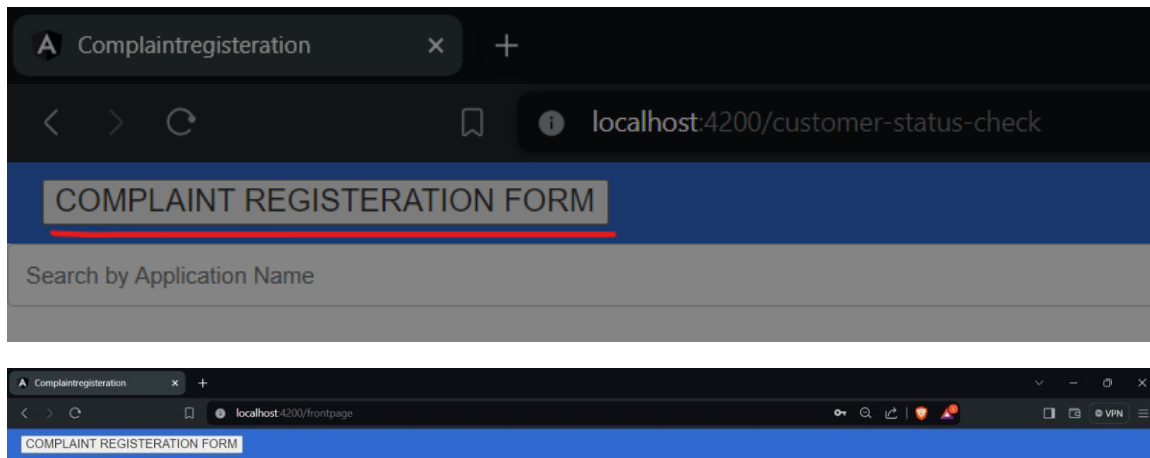 Complaintregisteration
localhost:4200/customer-status-check
COMPLAINT REGISTERATION FORM
Search by Application Name
Complaintregisteration
localhost:4200/frontpage
VPN
COMPLAINT REGISTERATION FORM